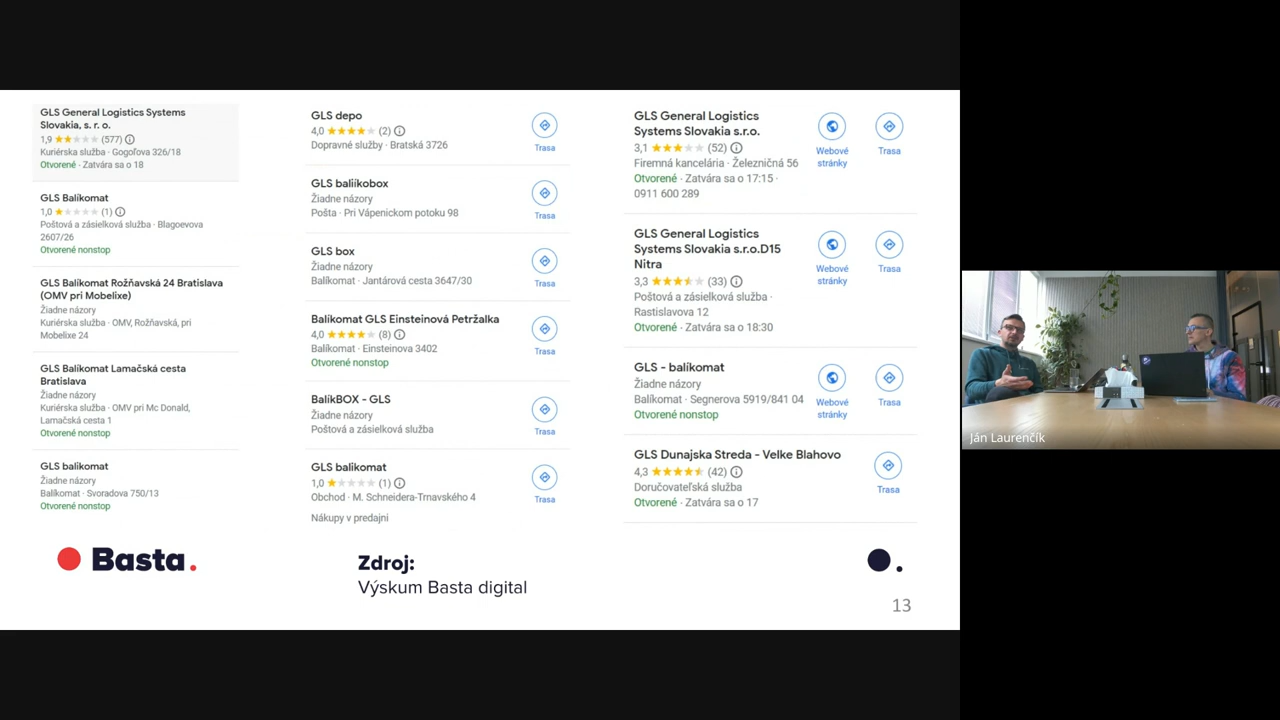 GLS General Logistics Systems
Slovakia, s. r. o.
1,9 (577)
Kuriérska služba · Gogoľova 326/18
Otvorené · Zatvára sa o 18
GLS Balíkomat
1,0 (1)
Poštová a zásielková služba · Blagoevova
2607/26
Otvorené nonstop
GLS Balíkomat Rožňavská 24 Bratislava
(OMV pri Mobelixe)
Žiadne názory
Kuriérska služba · OMV, Rožňavská, pri
Mobelixe 24
GLS Balíkomat Lamačská cesta
Bratislava
Žiadne názory
Kuriérska služba · OMV pri Mc Donald,
Lamačská cesta 1
Otvorené nonstop
GLS balíkomat
Žiadne názory
Balíkomat · Svoradova 750/13
Otvorené nonstop
GLS depo
4,0 (2)
Dopravné služby · Bratská 3726
Trasa
GLS baliíkobox
Žiadne názory
Pošta · Pri Vápenickom potoku 98
Trasa
GLS box
Žiadne názory
Balíkomat · Jantárová cesta 3647/30
Trasa
Balíkomat GLS Einsteinová Petržalka
4,0 (8)
Balíkomat · Einsteinova 3402
Otvorené nonstop
Trasa
BalíkBOX - GLS
Žiadne názory
Poštová a zásielková služba
Trasa
GLS balíkomat
1,0 (1)
Obchod · M. Schneidera-Trnavského 4
Nákupy v predajni
Trasa
GLS General Logistics
Systems Slovakia s.r.o.
3,1 (52)
Firemná kancelária · Železničná 56
Otvorené · Zatvára sa o 17:15 ·
0911 600 289
Webové
stránky
Trasa
GLS General Logistics
Systems Slovakia s.r.o.D15
Nitra
3,3 (33)
Poštová a zásielková služba ·
Rastislavova 12
Otvorené · Zatvára sa o 18:30
Webové
stránky
Trasa
GLS - balíkomat
Žiadne názory
Balíkomat · Segnerova 5919/841 04
Otvorené nonstop
Webové
stránky
Trasa
GLS Dunajska Streda - Velke Blahovo
4,3 (42)
Doručovateľská služba
Otvorené · Zatvára sa o 17
Trasa
Basta.
Zdroj:
Výskum Basta digital
13
Ján Laurenčík